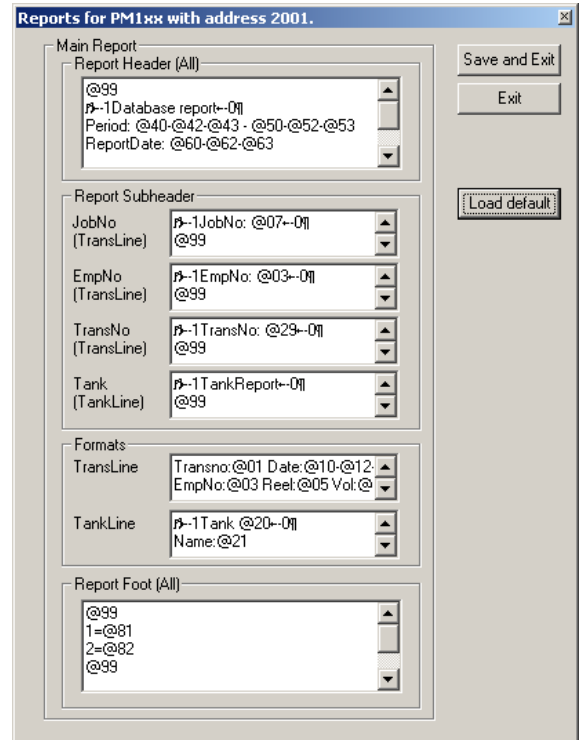 Reports for PM1xx with address 2001.
Main Report
Report Header (All)
@99
┣-1Database report←-0¶
Period: @40-@42-@43 - @50-@52-@53
ReportDate: @60-@62-@63
Save and Exit
Exit
Load default
Report Subheader
JobNo
(TransLine)
-1JobNo: @07←-0¶
@99
EmpNo
(TransLine)
-1EmpNo: @03←-0¶
@99
TransNo
(TransLine)
-1TransNo: @29←-0¶
@99
Tank
(TankLine)
-1TankReport←-0¶
@99
Formats
TransLine
Transno:@01 Date:@10-@12-
EmpNo:@03 Reel:@05 Vol:@
TankLine
-1Tank @20←-0¶
Name:@21
Report Foot (All)
@99
1=@81
2=@82
@99